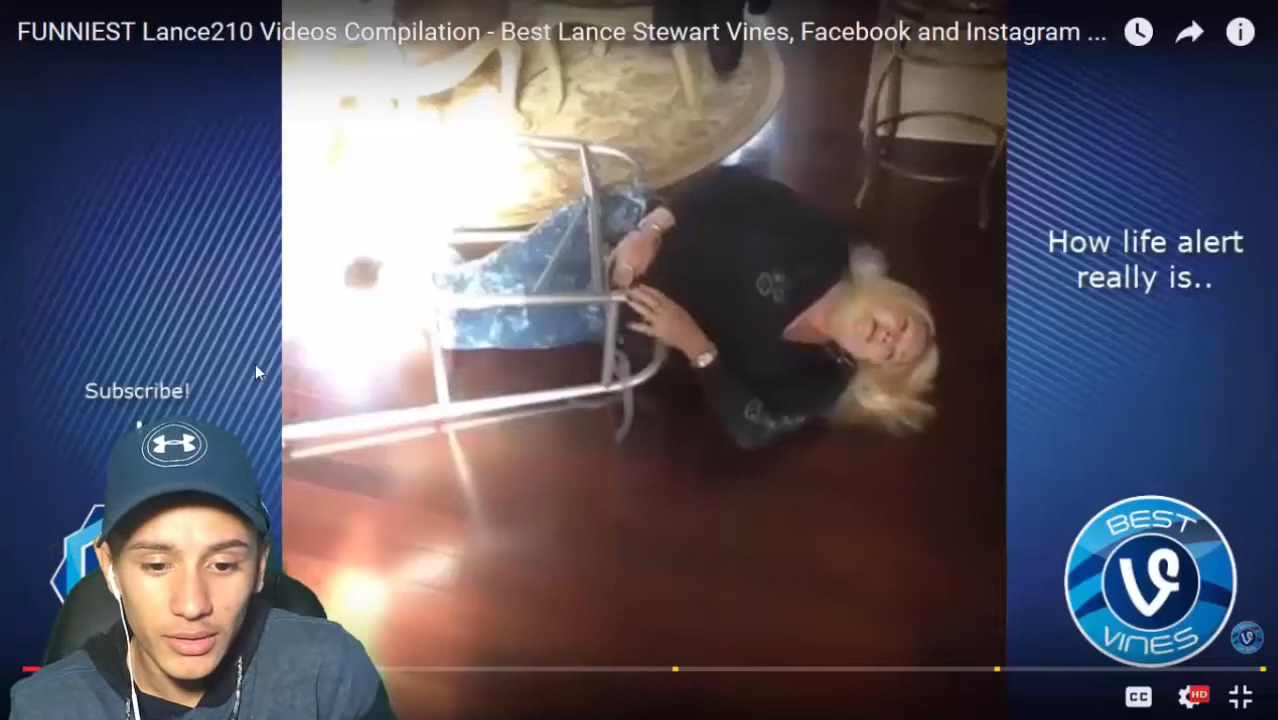 FUNNIEST Lance210 Videos Compilation - Best Lance Stewart Vines, Facebook and Instagram ...
How life alert
really is..
Subscribe!
BEST
VINES
CC
HD